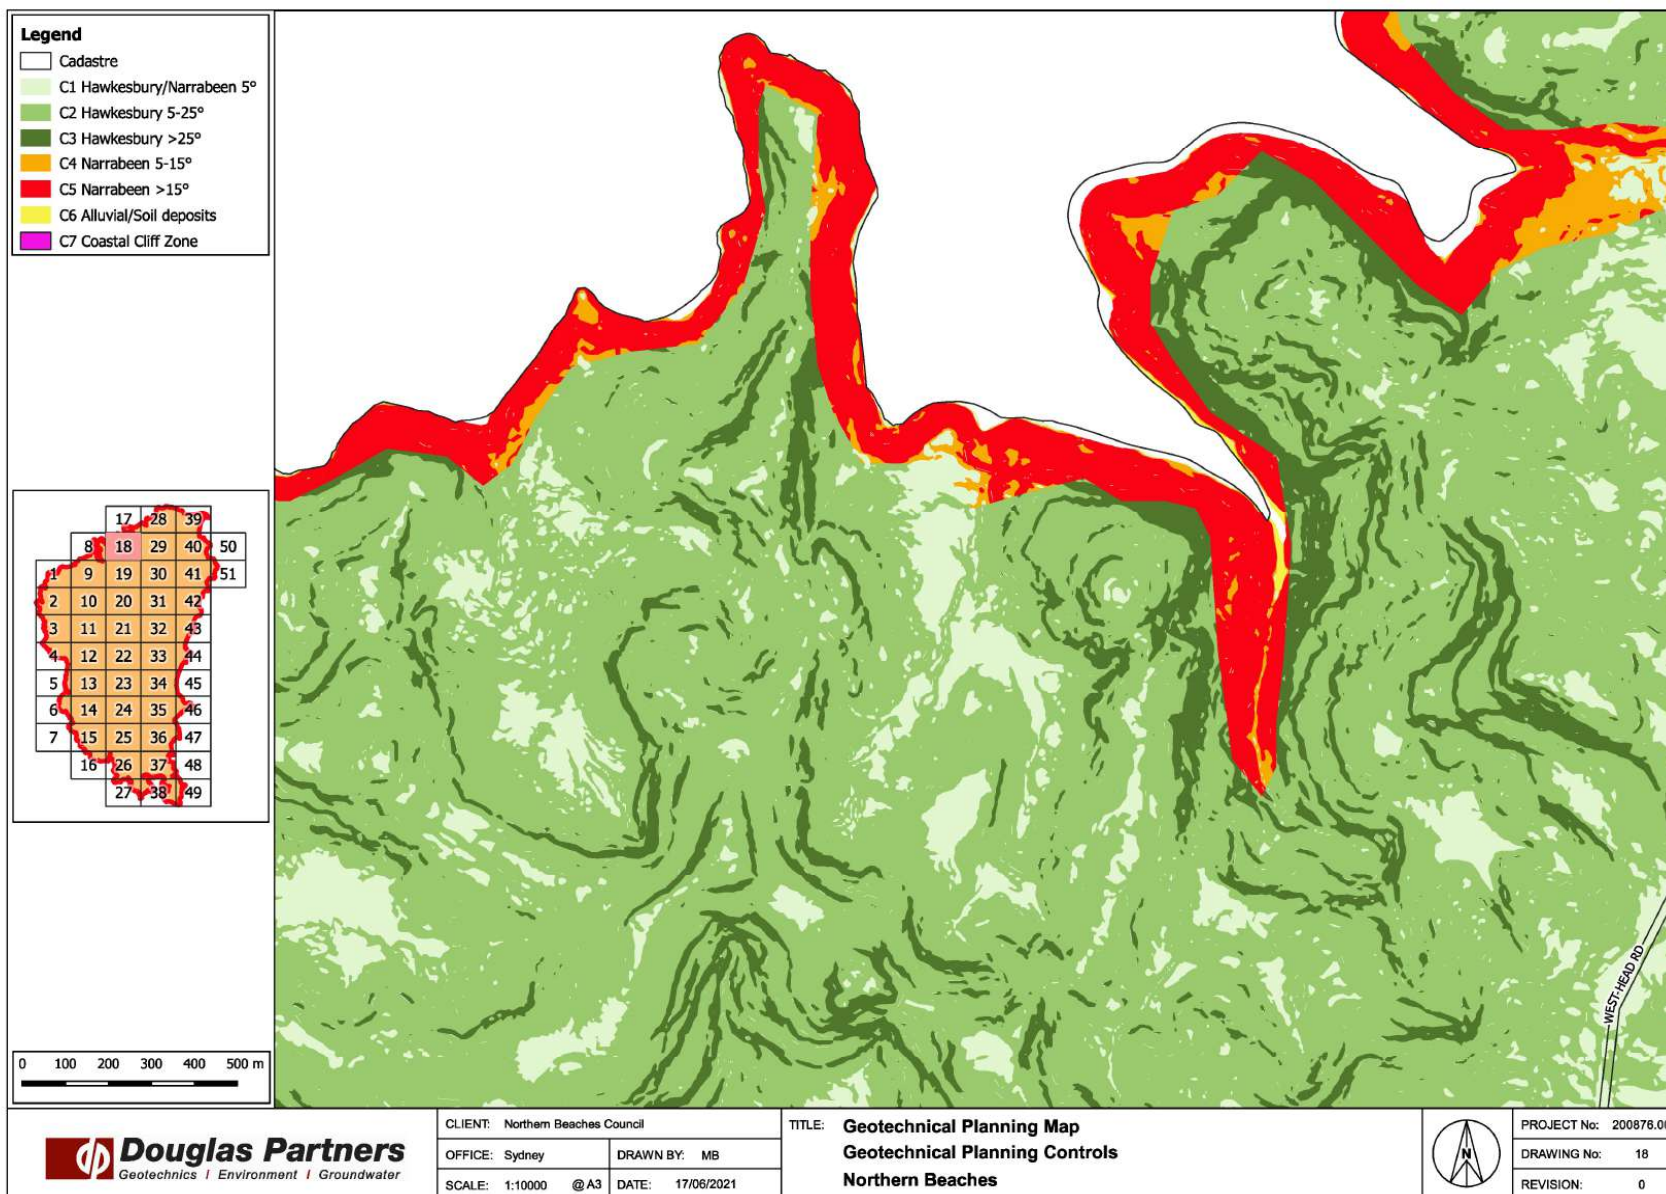 Legend
Cadastre
C1 Hawkesbury/Narrabeen 5°
C2 Hawkesbury 5-25°
C3 Hawkesbury >25°
C4 Narrabeen 5-15°
C5 Narrabeen >15°
C6 Alluvial/Soil deposits
C7 Coastal Cliff Zone
17 28 39
8 18 29 40 50
1 9 19 30 41 51
2 10 20 31 42
3 11 21 32 43
4 12 22 33 44
5 13 23 34 45
6 14 24 35 46
7 15 25 36 47
16 26 37 48
27 38 49
0 100 200 300 400 500 m
WEST-HEAD RD
Douglas Partners
Geotechnics / Environment / Groundwater
CLIENT: Northern Beaches Council
OFFICE: Sydney DRAWN BY: MB
SCALE: 1:10000 @A3 DATE: 17/06/2021
TITLE: Geotechnical Planning Map
Geotechnical Planning Controls
Northern Beaches
N
PROJECT No: 200876.0
DRAWING No: 18
REVISION: 0